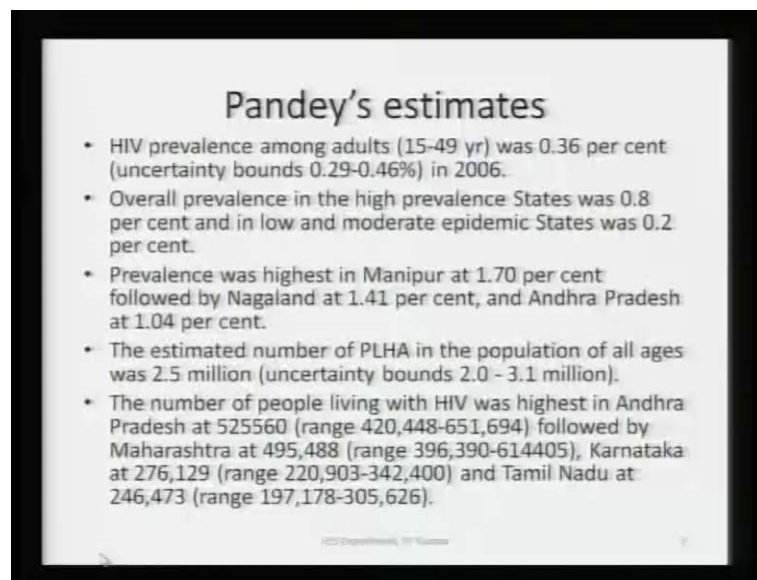 Pandey's estimates
• HIV prevalence among adults (15-49 yr) was 0.36 per cent
(uncertainty bounds 0.29-0.46%) in 2006.
• Overall prevalence in the high prevalence States was 0.8
per cent and in low and moderate epidemic States was 0.2
per cent.
• Prevalence was highest in Manipur at 1.70 per cent
followed by Nagaland at 1.41 per cent, and Andhra Pradesh
at 1.04 per cent.
• The estimated number of PLHA in the population of all ages
was 2.5 million (uncertainty bounds 2.0 - 3.1 million).
• The number of people living with HIV was highest in Andhra
Pradesh at 525560 (range 420,448-651,694) followed by
Maharashtra at 495,488 (range 396,390-614405), Karnataka
at 276,129 (range 220,903-342,400) and Tamil Nadu at
246,473 (range 197,178-305,626).